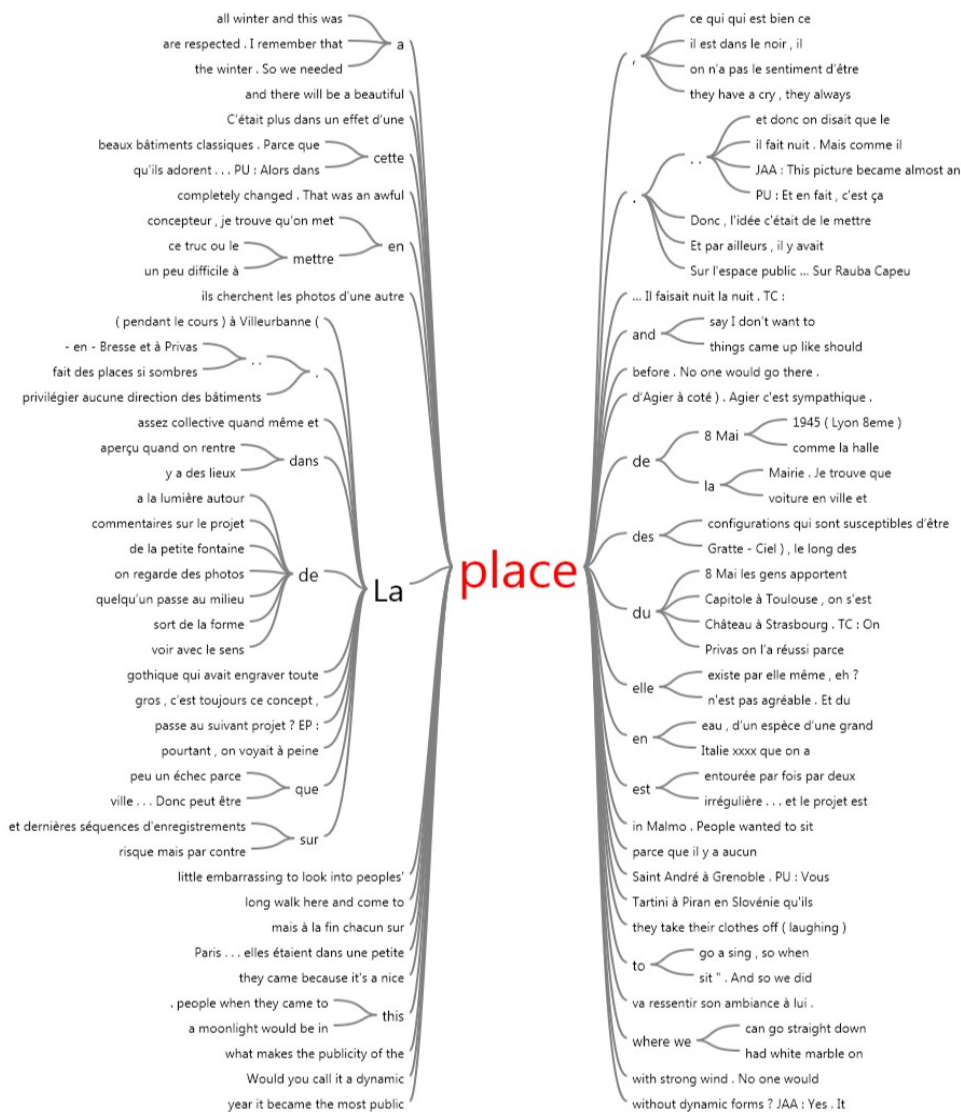 all winter and this was
are respected . I remember that
the winter . So we needed
a
and there will be a beautiful
C'était plus dans un effet d'une
beaux bâtiments classiques . Parce que
qu'ils adorent . . . PU : Alors dans
cette
completely changed . That was an awful
concepteur , je trouve qu'on met
ce truc ou le
un peu difficile à
mettre
en
ils cherchent les photos d'une autre
( pendant le cours ) à Villeurbanne (
- en - Bresse et à Privas
fait des places si sombres
. .
privilégier aucune direction des bâtiments
.
assez collective quand même et
aperçu quand on rentre
y a des lieux
dans
a la lumière autour
commentaires sur le projet
de la petite fontaine
on regarde des photos
quelqu'un passe au milieu
sort de la forme
voir avec le sens
de
gothique qui avait engraver toute
gros , c'est toujours ce concept ,
passe au suivant projet ? EP :
pourtant , on voyait à peine
peu un échec parce
ville . . . Donc peut être
que
et dernières séquences d'enregistrements
risque mais par contre
sur
La
little embarrassing to look into peoples'
long walk here and come to
mais à la fin chacun sur
Paris . . . elles étaient dans une petite
they came because it's a nice
. people when they came to
a moonlight would be in
this
what makes the publicity of the
Would you call it a dynamic
year it became the most public
place
,
ce qui qui est bien ce
il est dans le noir , il
on n'a pas le sentiment d'être
they have a cry , they always
.
. .
et donc on disait que le
il fait nuit . Mais comme il
JAA : This picture became almost an
PU : Et en fait , c'est ça
Donc , l'idée c'était de le mettre
Et par ailleurs , il y avait
Sur l'espace public ... Sur Rauba Capeu
... Il faisait nuit la nuit . TC :
and
say I don't want to
things came up like should
before . No one would go there .
d'Agier à coté ) . Agier c'est sympathique .
de
8 Mai
1945 ( Lyon 8eme )
comme la halle
la
Mairie . Je trouve que
voiture en ville et
des
configurations qui sont susceptibles d'être
Gratte - Ciel ) , le long des
du
8 Mai les gens apportent
Capitole à Toulouse , on s'est
Château à Strasbourg . TC : On
Privas on l'a réussi parce
elle
existe par elle même , eh ?
n'est pas agréable . Et du
en
eau , d'un espèce d'une grand
Italie xxxx que on a
est
entourée par fois par deux
irrégulière . . . et le projet est
in Malmo . People wanted to sit
parce que il y a aucun
Saint André à Grenoble . PU : Vous
Tartini à Piran en Slovénie qu'ils
they take their clothes off ( laughing )
to
go a sing , so when
sit " . And so we did
va ressentir son ambiance à lui .
where we
can go straight down
had white marble on
with strong wind . No one would
without dynamic forms ? JAA : Yes . It